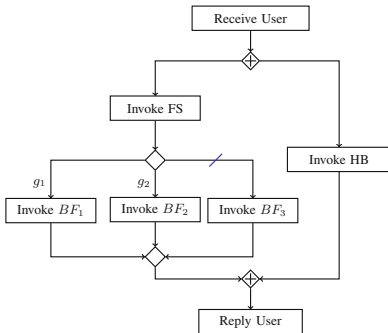 Receive User
Invoke FS
Invoke HB
g₁
g₂
Invoke BF₁
Invoke BF₂
Invoke BF₃
Reply User